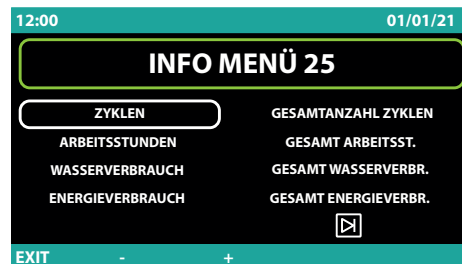 12:00 01/01/21
INFO MENÜ 25
ZYKLEN GESAMTANZAHL ZYKLEN
ARBEITSSTUNDEN GESAMT ARBEITSST.
WASSERVERBRAUCH GESAMT WASSERVERBR.
ENERGIEVERBRAUCH GESAMT ENERGIEVERBR.
EXIT - +